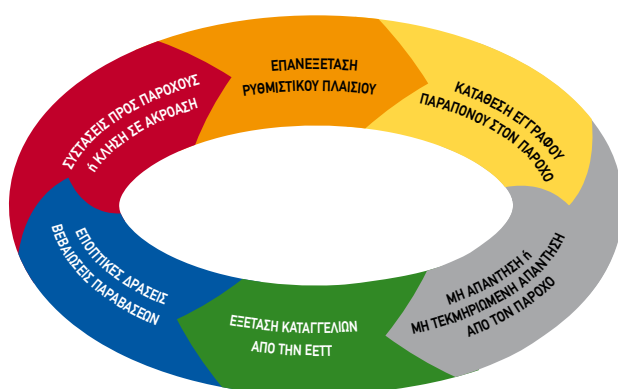 ΕΠΑΝΕΞΕΤΑΣΗ
ΡΥΘΜΙΣΤΙΚΟΥ ΠΛΑΙΣΙΟΥ
ΚΑΤΑΘΕΣΗ ΕΓΓΡΑΦΟΥ
ΠΑΡΑΠΟΝΟΥ ΣΤΟΝ ΠΑΡΟΧΟ
ΜΗ ΑΠΑΝΤΗΣΗ ή
ΜΗ ΤΕΚΜΗΡΙΩΜΕΝΗ ΑΠΑΝΤΗΣΗ
ΑΠΟ ΤΟΝ ΠΑΡΟΧΟ
ΕΞΕΤΑΣΗ ΚΑΤΑΓΓΕΛΙΩΝ
ΑΠΟ ΤΗΝ ΕΕΤΤ
ΕΠΟΠΤΙΚΕΣ ΔΡΑΣΕΙΣ
ΒΕΒΑΙΩΣΕΙΣ ΠΑΡΑΒΑΣΕΩΝ
ΣΥΣΤΑΣΕΙΣ ΠΡΟΣ ΠΑΡΟΧΟΥΣ
ή ΚΛΗΣΗ ΣΕ ΑΚΡΟΑΣΗ